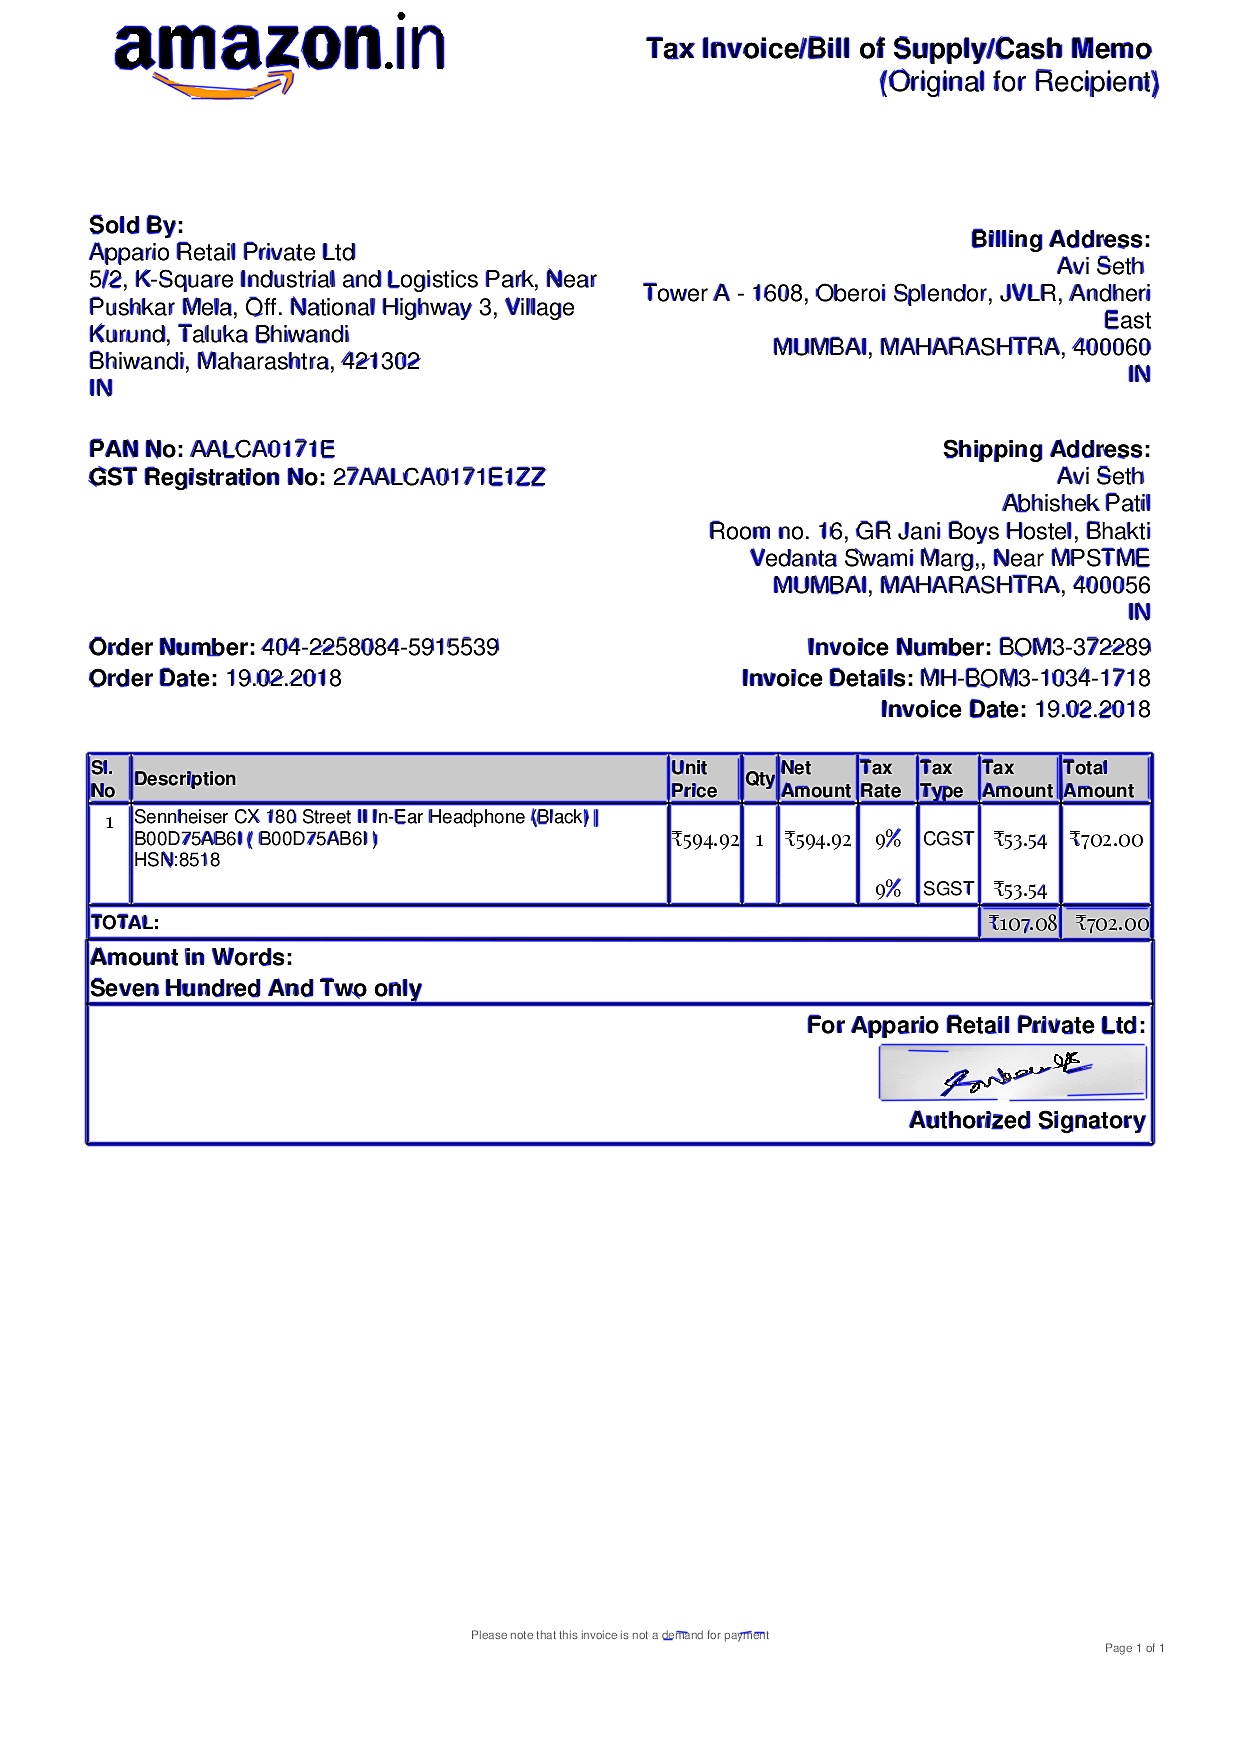 amazon.in
Tax Invoice/Bill of Supply/Cash Memo
(Original for Recipient)
Sold By:
Appario Retail Private Ltd
5/2, K-Square Industrial and Logistics Park, Near
Pushkar Mela, Off. National Highway 3, Village
Kurund, Taluka Bhiwandi
Bhiwandi, Maharashtra, 421302
IN
Billing Address:
Avi Seth
Tower A - 1608, Oberoi Splendor, JVLR, Andheri
East
MUMBAI, MAHARASHTRA, 400060
IN
PAN No: AALCA0171E
GST Registration No: 27AALCA0171E1ZZ
Shipping Address:
Avi Seth
Abhishek Patil
Room no. 16, GR Jani Boys Hostel, Bhakti
Vedanta Swami Marg,, Near MPSTME
MUMBAI, MAHARASHTRA, 400056
IN
Order Number: 404-2258084-5915539
Order Date: 19.02.2018
Invoice Number: BOM3-372289
Invoice Details: MH-BOM3-1034-1718
Invoice Date: 19.02.2018
Sl. No Description Unit Price Qty Net Amount Tax Rate Tax Type Tax Amount Total Amount
1 Sennheiser CX 180 Street II In-Ear Headphone (Black) |
B00D75AB6I ( B00D75AB6I ) ₹594.92 1 ₹594.92 9% CGST ₹53.54 ₹702.00
HSN:8518
9% SGST ₹53.54
TOTAL: ₹107.08 ₹702.00
Amount in Words:
Seven Hundred And Two only
For Appario Retail Private Ltd:
Authorized Signatory
Please note that this invoice is not a demand for payment
Page 1 of 1